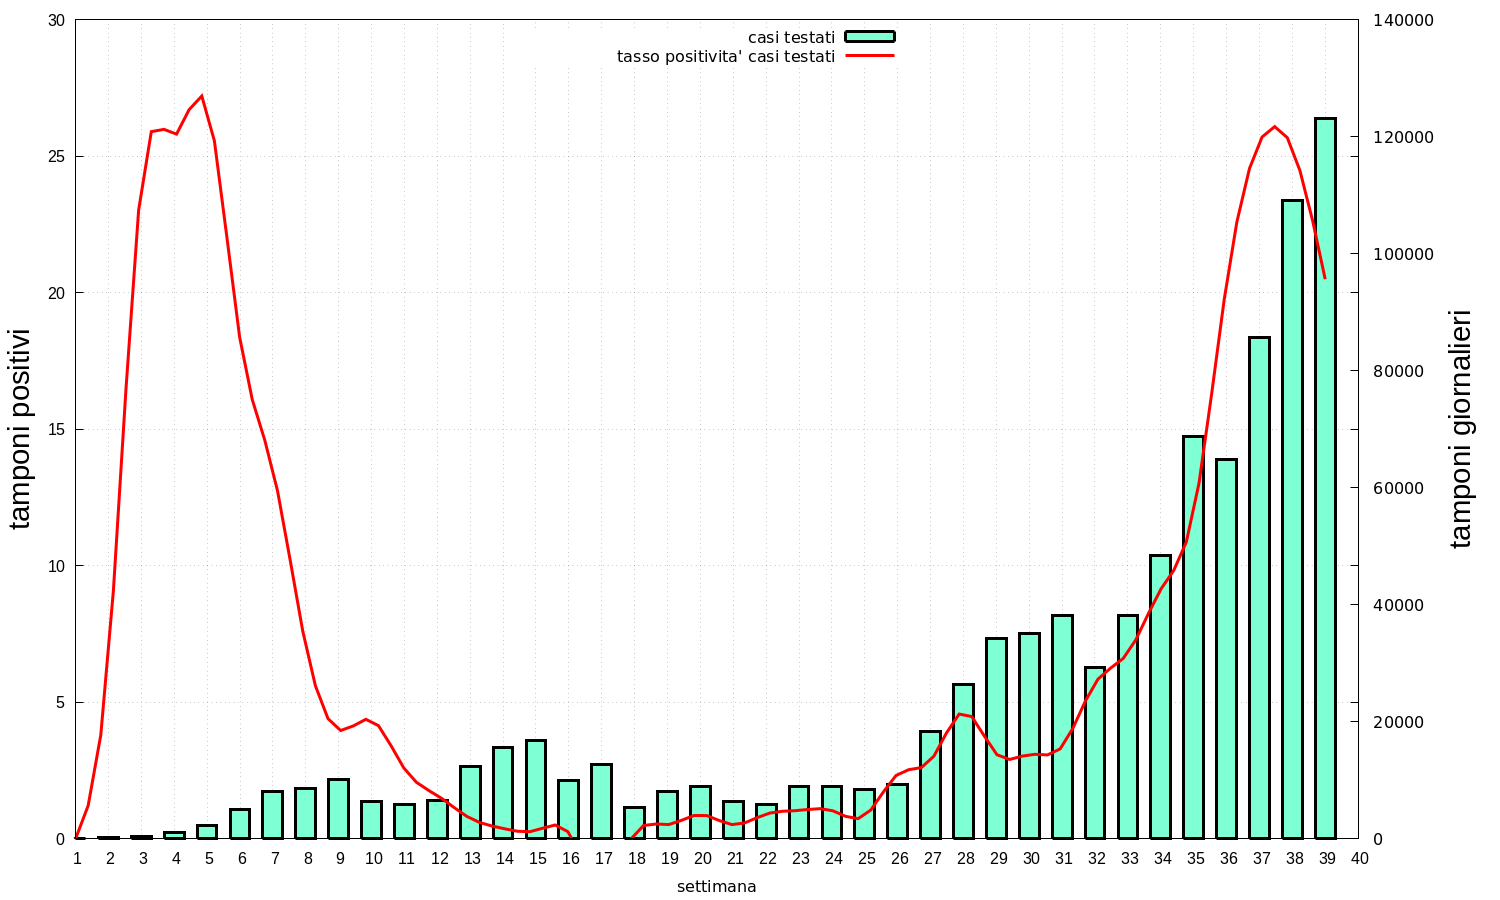 casi testati
tasso positivita' casi testati
30
25
20
15
10
5
0
140000
120000
100000
80000
60000
40000
20000
0
tamponi positivi
tamponi giornalieri
1 2 3 4 5 6 7 8 9 10 11 12 13 14 15 16 17 18 19 20 21 22 23 24 25 26 27 28 29 30 31 32 33 34 35 36 37 38 39 40
settimana